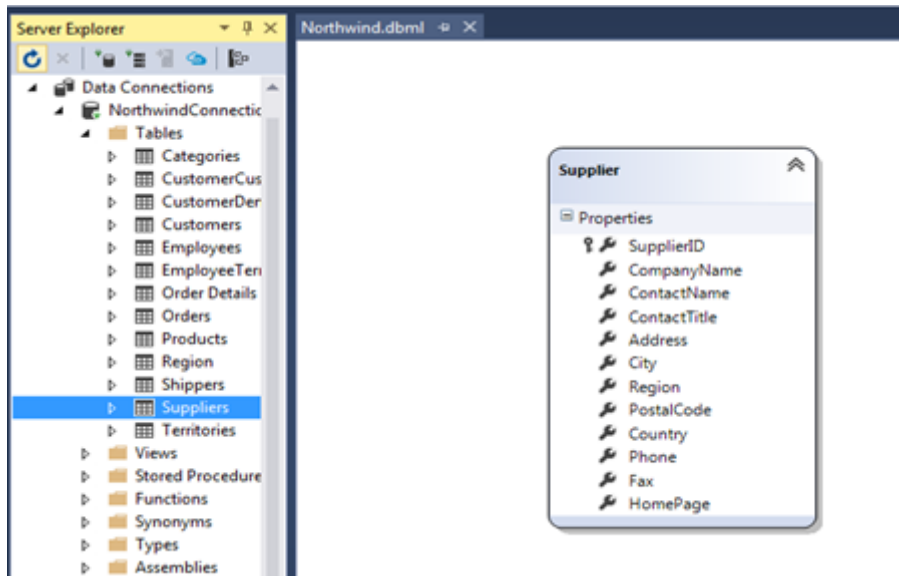 Server Explorer
Northwind.dbml
Data Connections
NorthwindConnectic
Tables
Categories
CustomerCus
CustomerDer
Customers
Employees
EmployeeTeri
Order Details
Orders
Products
Region
Shippers
Suppliers
Territories
Views
Stored Procedure
Functions
Synonyms
Types
Assemblies
Supplier
Properties
SupplierID
CompanyName
ContactName
ContactTitle
Address
City
Region
PostalCode
Country
Phone
Fax
HomePage